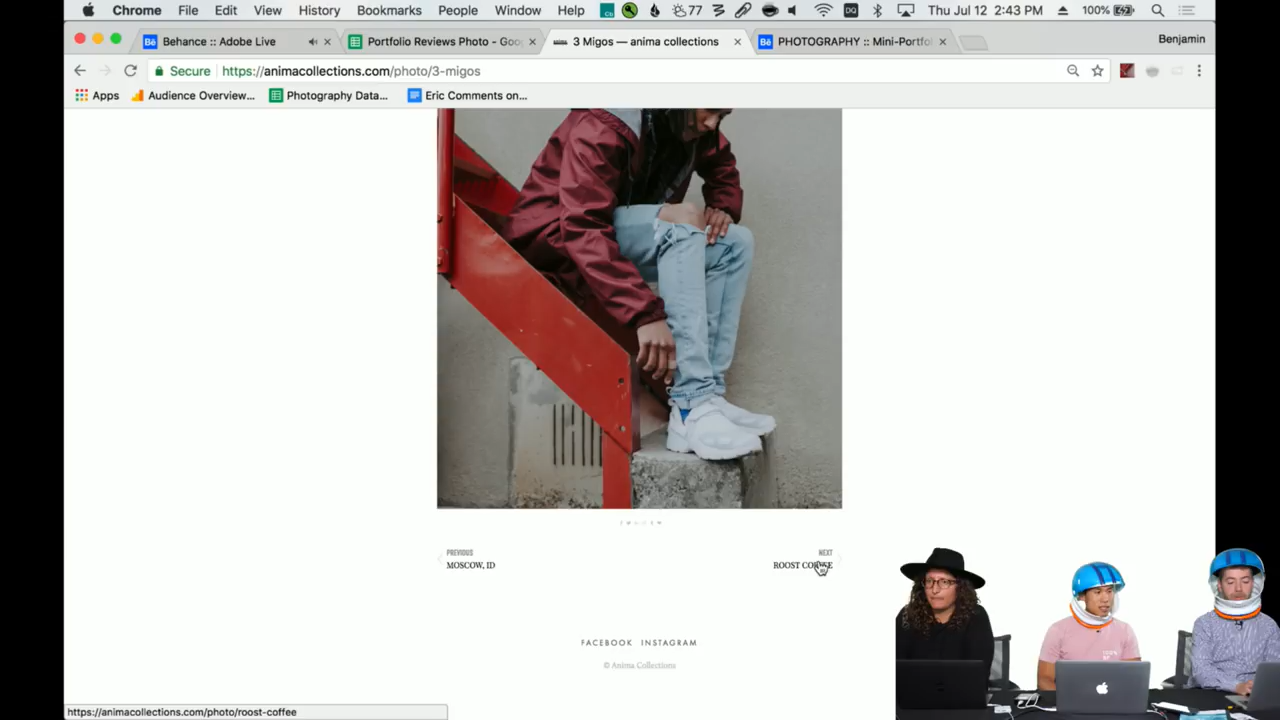 Chrome File Edit View History Bookmarks People Window Help 77 DQ Thu Jul 12 2:43 PM 100%
Behance :: Adobe Live Portfolio Reviews Photo - Goo 3 Migos — anima collections PHOTOGRAPHY :: Mini-Portfo Benjamin
Secure https://animacollections.com/photo/3-migos
Apps Audience Overview... Photography Data... Eric Comments on...
PREVIOUS NEXT
MOSCOW, ID ROOST COFFEE
FACEBOOK INSTAGRAM
© Anima Collections
https://animacollections.com/photo/roost-coffee